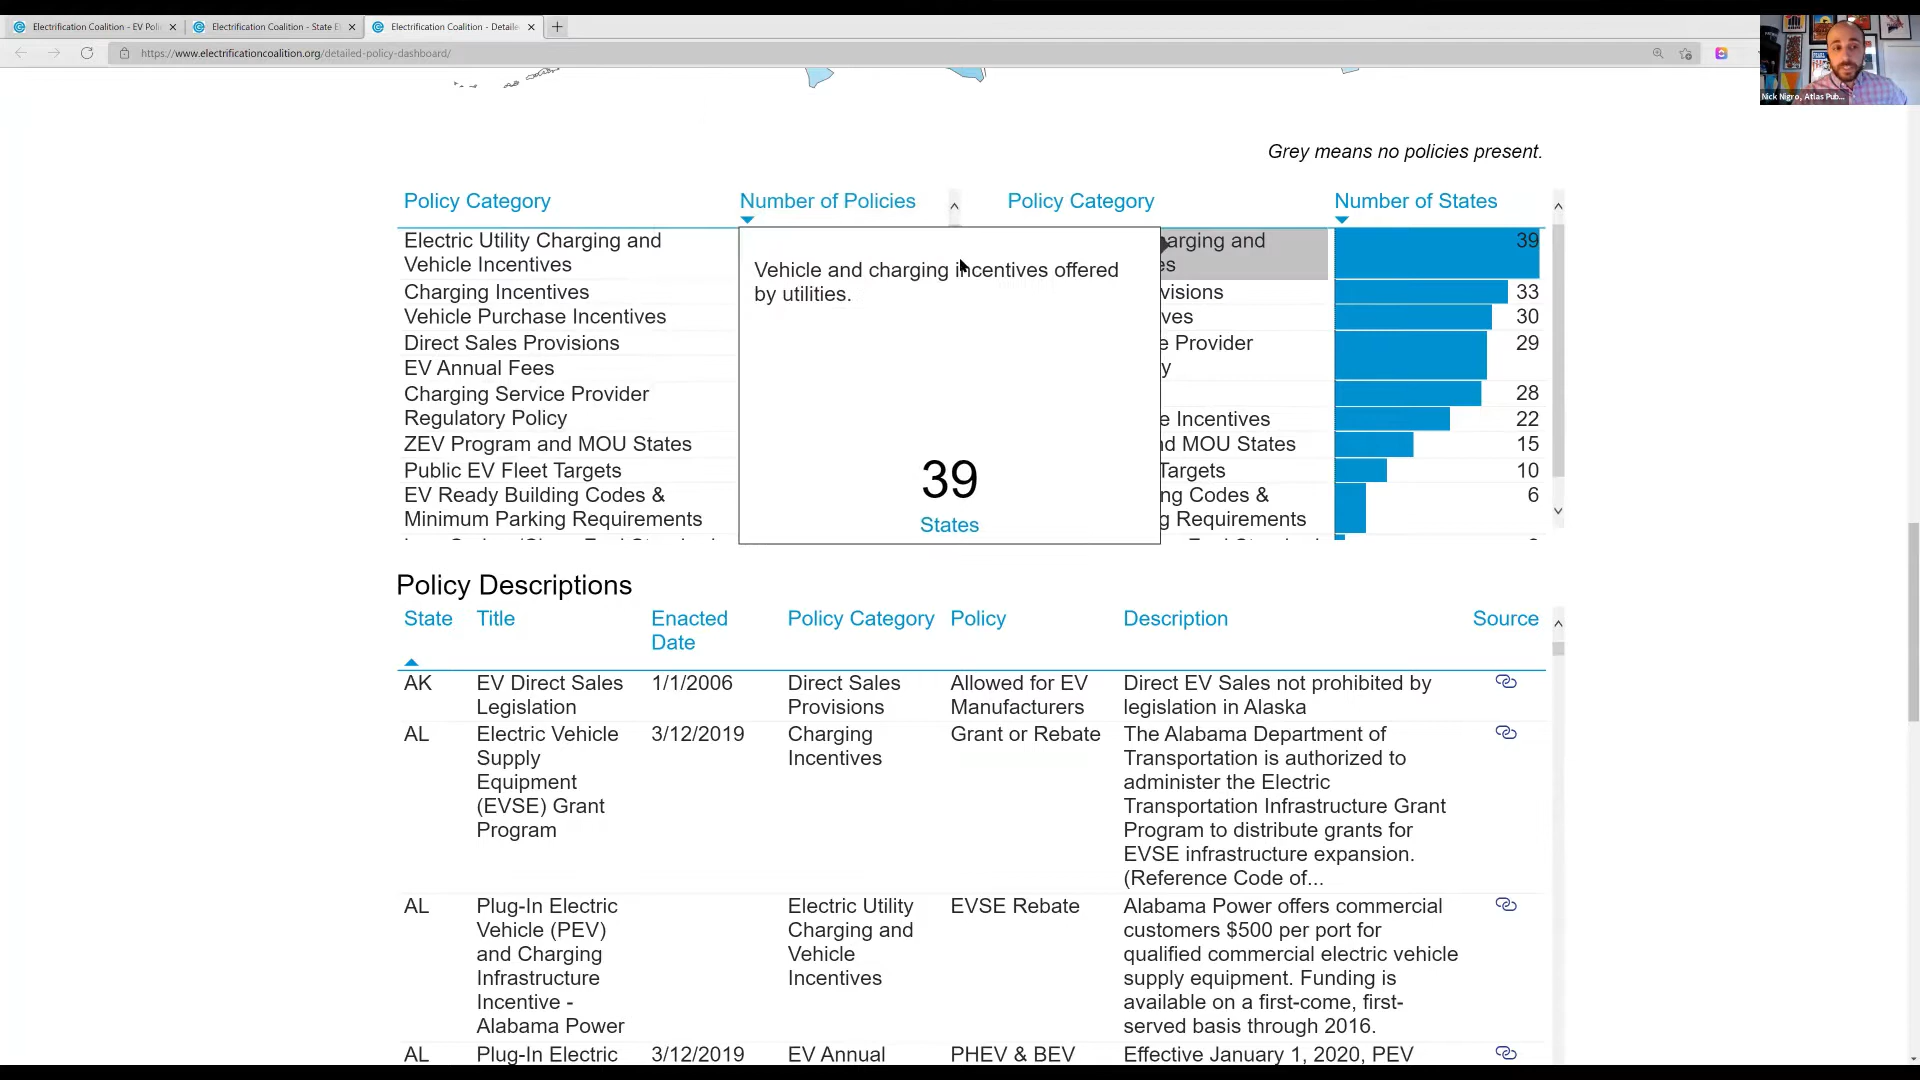 Electrification Coalition - EV Poli
Electrification Coalition - State E
Electrification Coalition - Detaile
https://www.electrificationcoalition.org/detailed-policy-dashboard/
Nick Nigro, Atlas Pub...
Grey means no policies present.
Policy Category
Number of Policies
Electric Utility Charging and
Vehicle Incentives
Charging Incentives
Vehicle Purchase Incentives
Direct Sales Provisions
EV Annual Fees
Charging Service Provider
Regulatory Policy
ZEV Program and MOU States
Public EV Fleet Targets
EV Ready Building Codes &
Minimum Parking Requirements
Vehicle and charging incentives offered
by utilities.
39
States
Policy Category
Number of States
arging and
es
39
visions
33
ves
30
e Provider
29
y
28
e Incentives
22
d MOU States
15
Targets
10
ng Codes &
6
g Requirements
Policy Descriptions
State
Title
Enacted
Date
Policy Category
Policy
Description
Source
AK
EV Direct Sales
Legislation
1/1/2006
Direct Sales
Provisions
Allowed for EV
Manufacturers
Direct EV Sales not prohibited by
legislation in Alaska
AL
Electric Vehicle
Supply
Equipment
(EVSE) Grant
Program
3/12/2019
Charging
Incentives
Grant or Rebate
The Alabama Department of
Transportation is authorized to
administer the Electric
Transportation Infrastructure Grant
Program to distribute grants for
EVSE infrastructure expansion.
(Reference Code of...
AL
Plug-In Electric
Vehicle (PEV)
and Charging
Infrastructure
Incentive -
Alabama Power
Electric Utility
Charging and
Vehicle
Incentives
EVSE Rebate
Alabama Power offers commercial
customers $500 per port for
qualified commercial electric vehicle
supply equipment. Funding is
available on a first-come, first-
served basis through 2016.
AL
Plug-In Electric
3/12/2019
EV Annual
PHEV & BEV
Effective January 1, 2020, PEV